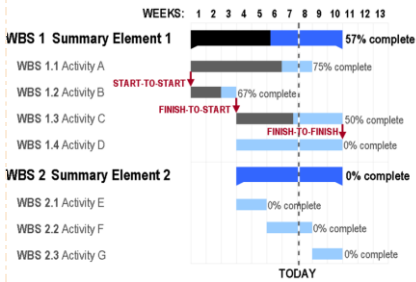 WEEKS: 1 2 3 4 5 6 7 8 9 10 11 12 13
WBS 1 Summary Element 1 57% complete
WBS 1.1 Activity A 75% complete
START-TO-START
WBS 1.2 Activity B 67% complete
FINISH-TO-START
WBS 1.3 Activity C 50% complete
FINISH-TO-FINISH
WBS 1.4 Activity D 0% complete
WBS 2 Summary Element 2 0% complete
WBS 2.1 Activity E 0% complete
WBS 2.2 Activity F 0% complete
WBS 2.3 Activity G 0% complete
TODAY